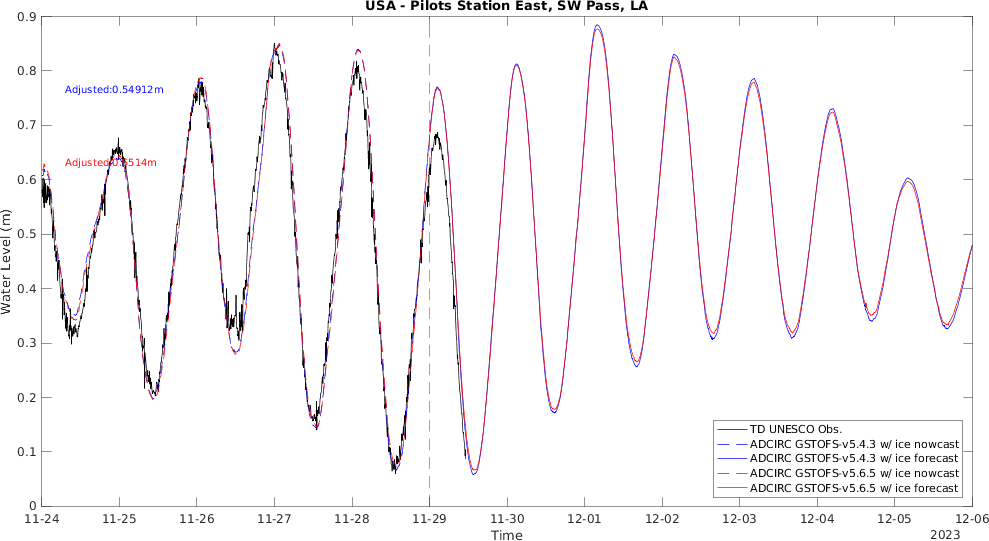 USA - Pilots Station East, SW Pass, LA
0.9
0.8
0.7
0.6
0.5
0.4
0.3
0.2
0.1
0
Water Level (m)
Adjusted:0.54912m
Adjusted:0.5514m
TD UNESCO Obs.
ADCIRC GSTOFS-v5.4.3 w/ ice nowcast
ADCIRC GSTOFS-v5.4.3 w/ ice forecast
ADCIRC GSTOFS-v5.6.5 w/ ice nowcast
ADCIRC GSTOFS-v5.6.5 w/ ice forecast
11-24 11-25 11-26 11-27 11-28 11-29 11-30 12-01 12-02 12-03 12-04 12-05 12-06
Time
2023